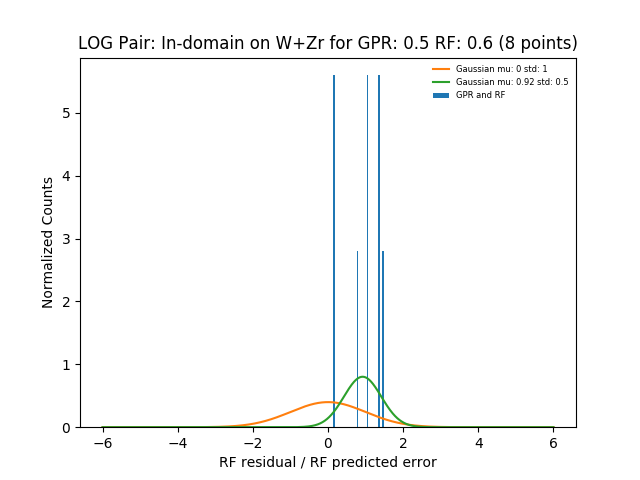 LOG Pair: In-domain on W+Zr for GPR: 0.5 RF: 0.6 (8 points)
Gaussian mu: 0 std: 1
Gaussian mu: 0.92 std: 0.5
GPR and RF
Normalized Counts
5
4
3
2
1
0
−6
−4
−2
0
2
4
6
RF residual / RF predicted error